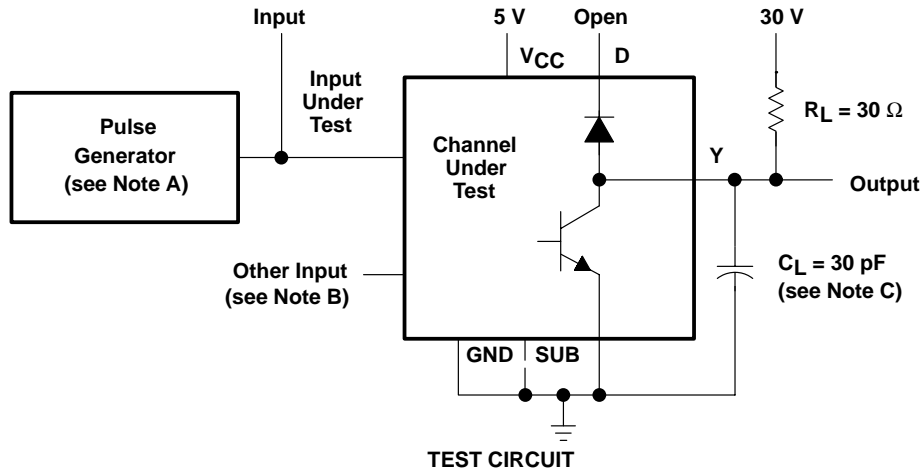 Input
5 V
Open
30 V
VCC
D
Input
Under
Test
RL = 30 Ω
Pulse
Generator
(see Note A)
Channel
Under
Test
Y
Output
Other Input
(see Note B)
CL = 30 pF
(see Note C)
GND
SUB
TEST CIRCUIT